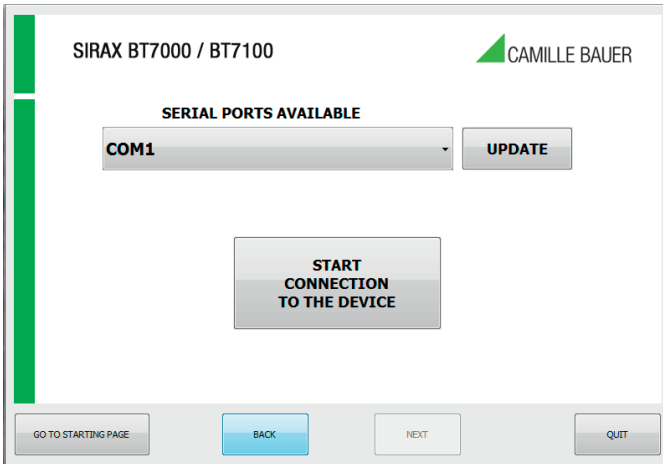 SIRAX BT7000 / BT7100
CAMILLE BAUER
SERIAL PORTS AVAILABLE
COM1
UPDATE
START
CONNECTION
TO THE DEVICE
GO TO STARTING PAGE
BACK
NEXT
QUIT